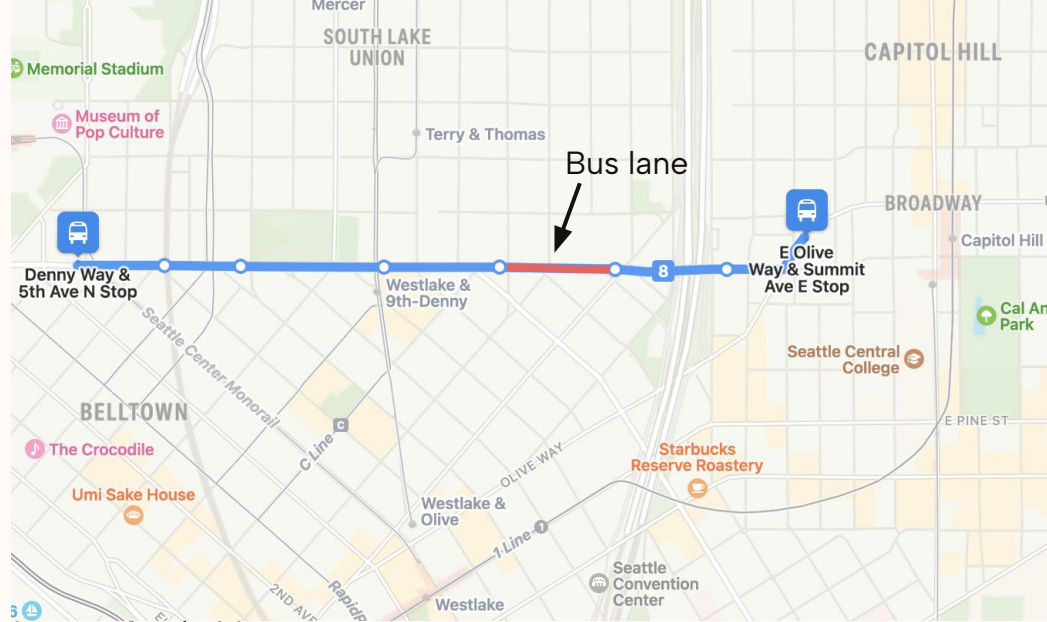 Mercer
SOUTH LAKE
UNION
CAPITOL HILL
Memorial Stadium
Museum of
Pop Culture
Terry & Thomas
Bus lane
BROADWAY
Capitol Hill
Denny Way &
5th Ave N Stop
Westlake &
9th-Denny
8
E Olive
Way & Summit
Ave E Stop
Cal An
Park
Seattle Center Monorail
Seattle Central
College
BELLTOWN
C
C Line
E PINE ST
The Crocodile
OLIVE WAY
Starbucks
Reserve Roastery
Umi Sake House
Westlake &
Olive
1 Line
1
Seattle
Convention
Center
2ND AVE
RapidR
Westlake
6